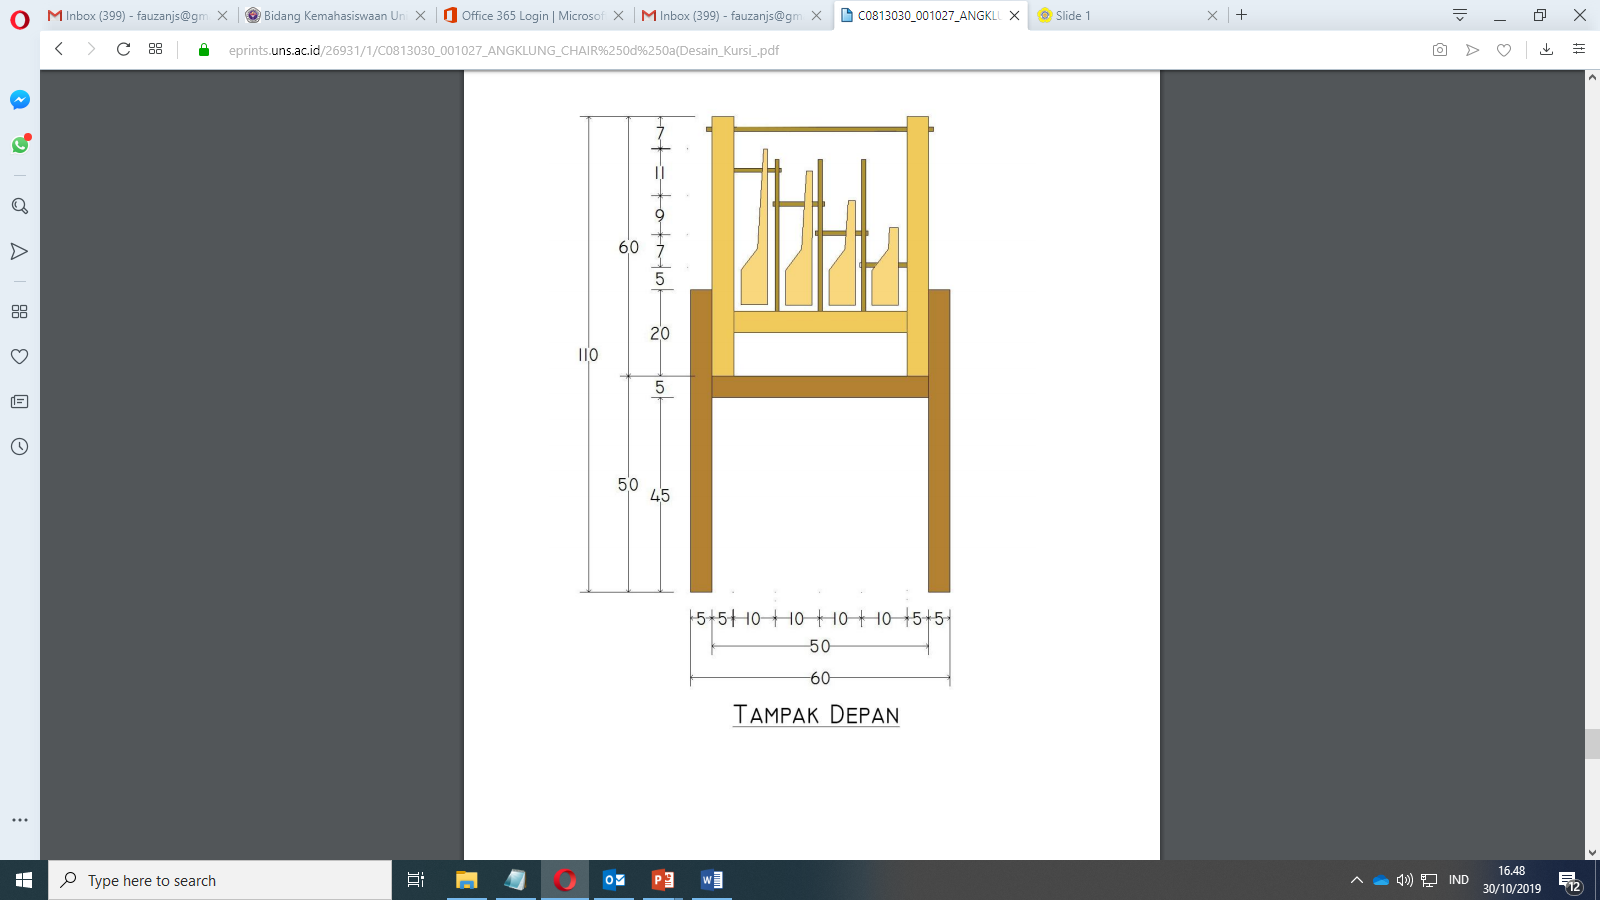 Inbox (399) - fauzanjs@gm
Bidang Kemahasiswaan Uni
Office 365 Login | Microsof
Inbox (399) - fauzanjs@gm
C0813030_001027_ANGKLU
Slide 1
eprints.uns.ac.id/26931/1/C0813030_001027_ANGKLUNG_CHAIR%250d%250a(Desain_Kursi_.pdf
7
11
9
60
7
5
20
110
5
50
45
5 5 10 10 10 10 5 5
50
60
TAMPAK DEPAN
Type here to search
IND
16.48
30/10/2019
12